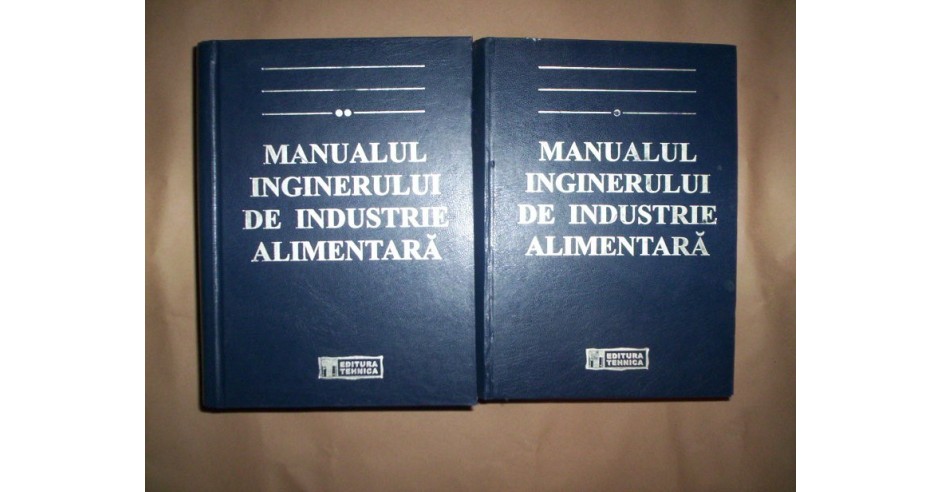 MANUALUL
INGINERULUI
DE INDUSTRIE
ALIMENTARĂ
EDITURA
TEHNICA
MANUALUL
INGINERULUI
DE INDUSTRIE
ALIMENTARĂ
EDITURA
TEHNICA